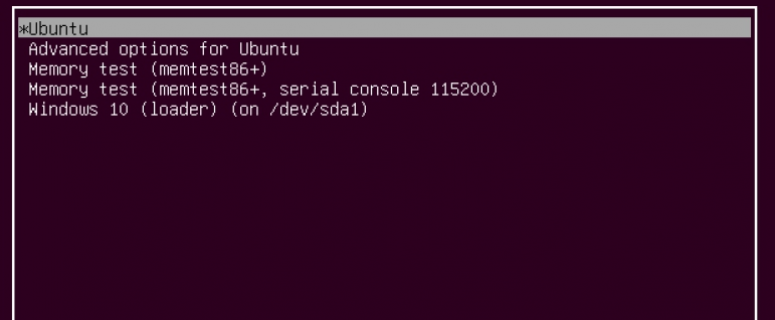 *Ubuntu
Advanced options for Ubuntu
Memory test (memtest86+)
Memory test (memtest86+, serial console 115200)
Windows 10 (loader) (on /dev/sda1)